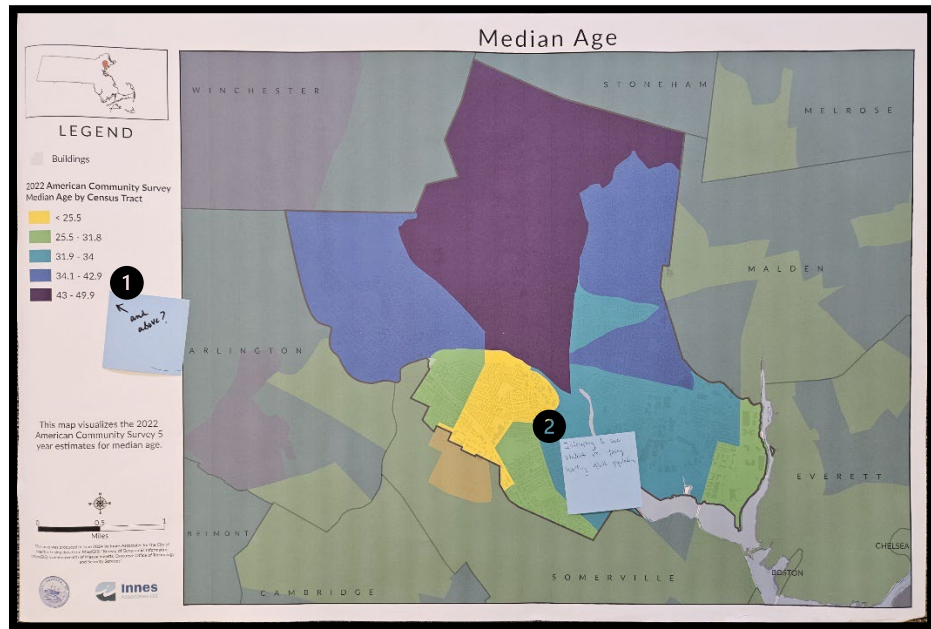 Median Age
WINCHESTER
STONEHAM
MELROSE
LEGEND
Buildings
2022 American Community Survey
Median Age by Census Tract
< 25.5
25.5 - 31.8
31.9 - 34
34.1 - 42.9
43 - 49.9
1
and
above?
MALDEN
ARLINGTON
2
This map visualizes the 2022
American Community Survey 5
year estimates for median age.
EVERETT
0 0.5 1
Miles
BELMONT
CHELSEA
BOSTON
SOMERVILLE
CAMBRIDGE
Innes